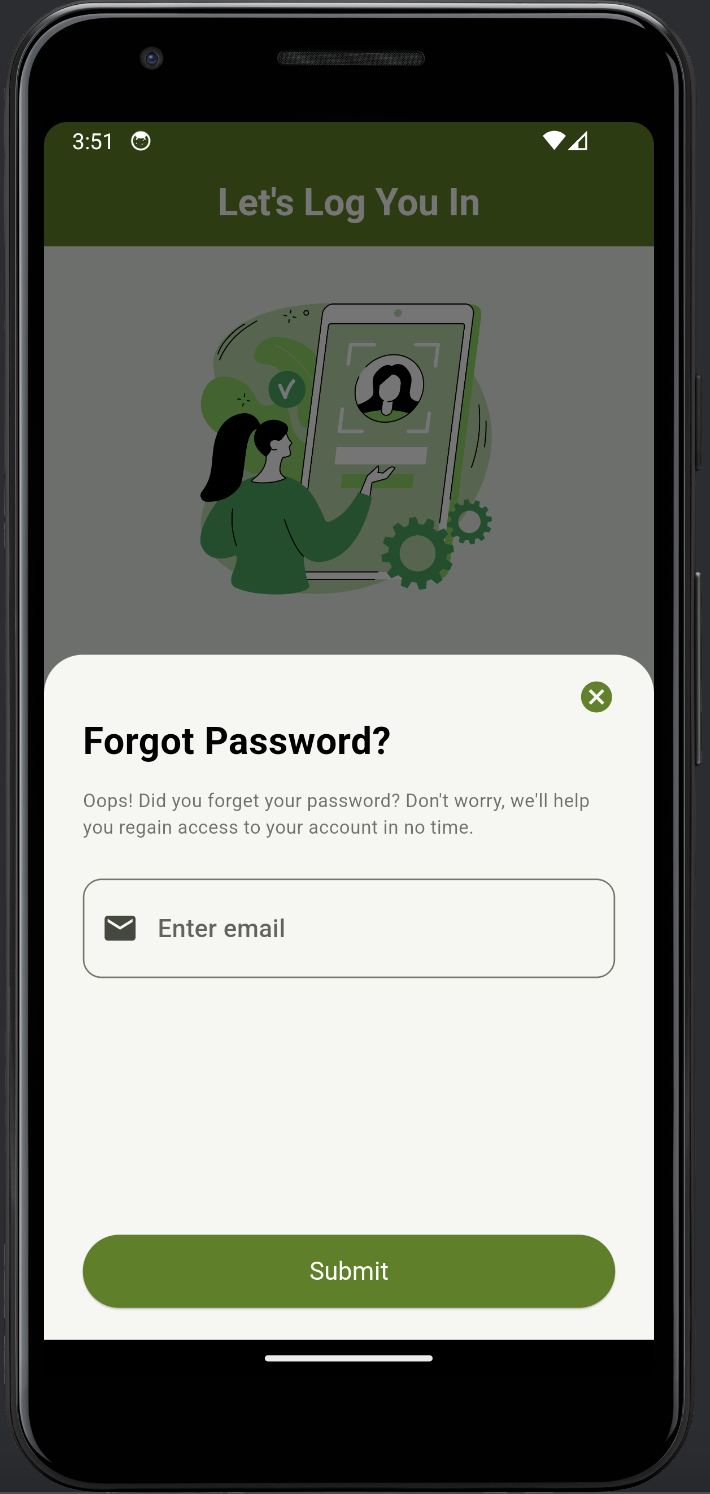 3:51
Let's Log You In
Forgot Password?
Oops! Did you forget your password? Don't worry, we'll help
you regain access to your account in no time.
Enter email
Submit